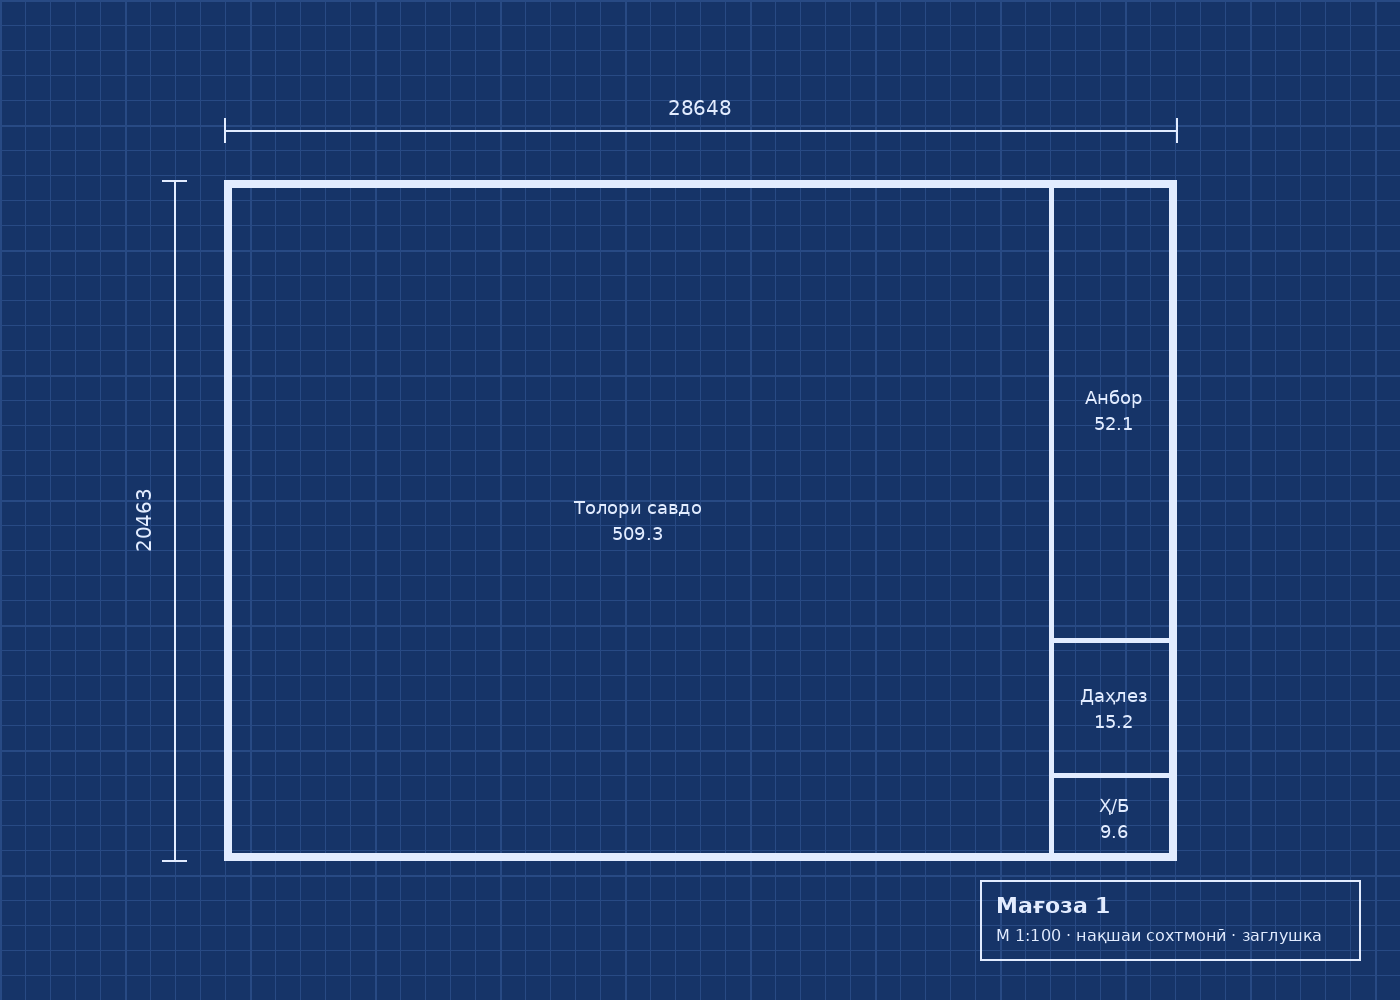 28648
20463
Анбор
52.1
Толори савдо
509.3
Даҳлез
15.2
Ҳ/Б
9.6
Мағоза 1
М 1:100 · нақшаи сохтмонӣ · заглушка